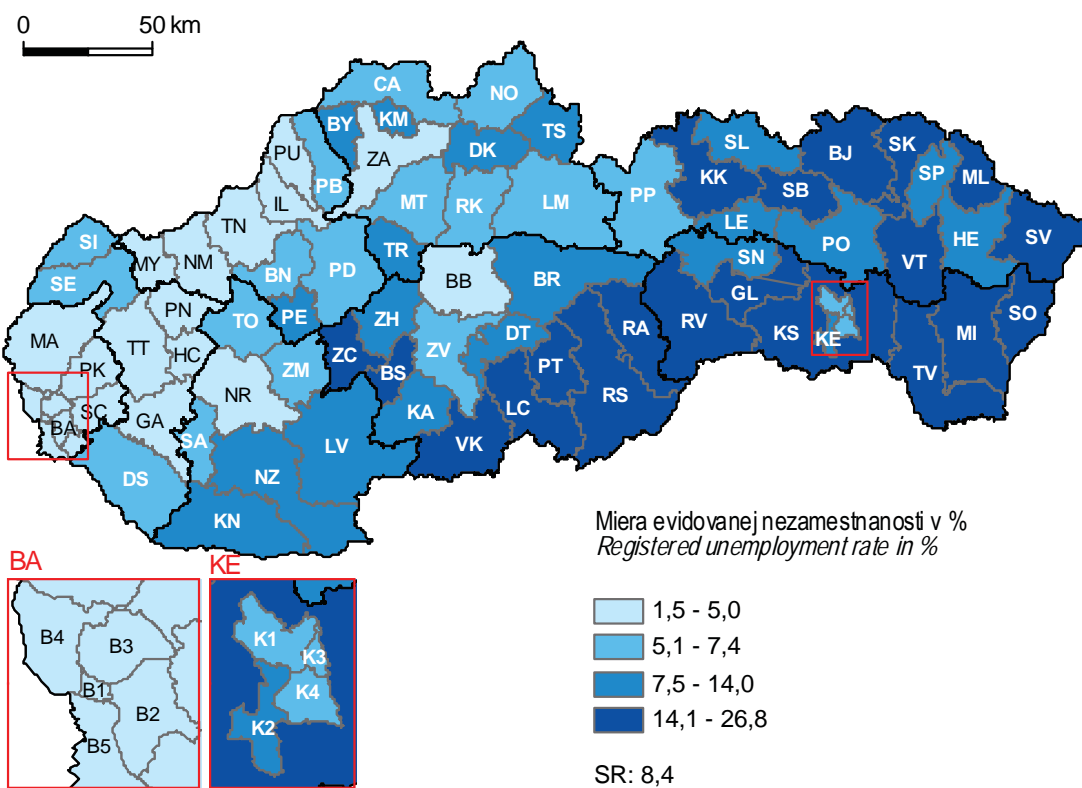 0 50 km
CA
NO
BY
KM
TS
PU
ZA
DK
SL
BJ
SK
PB
KK
SP
ML
IL
MT
RK
LM
PP
SB
TN
LE
PO
HE
SV
SI
MY
NM
BN
PD
TR
BB
BR
SN
VT
SE
PN
TO
PE
ZH
GL
SO
MA
TT
HC
ZC
ZV
DT
RA
RV
KS
KE
MI
PK
ZM
BS
PT
TV
SC
BA
GA
NR
KA
LC
RS
SA
LV
VK
DS
NZ
KN
Miera evidovanej nezamestnanosti v %
Registered unemployment rate in %
BA
B4
B3
B1
B2
B5
KE
K1
K3
K4
K2
1,5 - 5,0
5,1 - 7,4
7,5 - 14,0
14,1 - 26,8
SR: 8,4